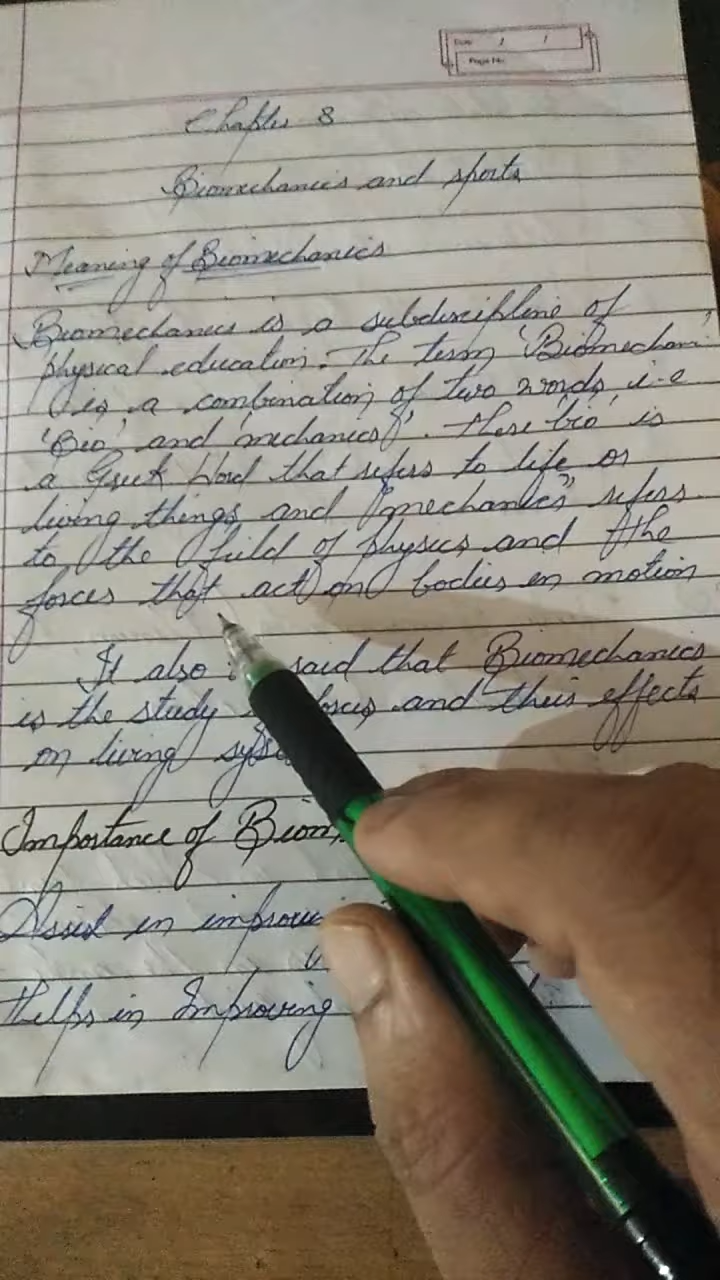 Date / /
Page No.
Chapter 8
Biomechanics and sports
Meaning of Biomechanics
Biomechanics is a subdiscipline of
physical education. The term 'Biomechani
is a combination of two words i-e
'Bio' and 'mechanics'. Here 'bio' is
a Greek Word that refers to life or
living things and "mechanics" refers
to the field of physics and the
forces that act on bodies in motion
It also said that Biomechanics
is the study forces and their effects
on living
Importance of Biom
Assist in
Helps in Improving